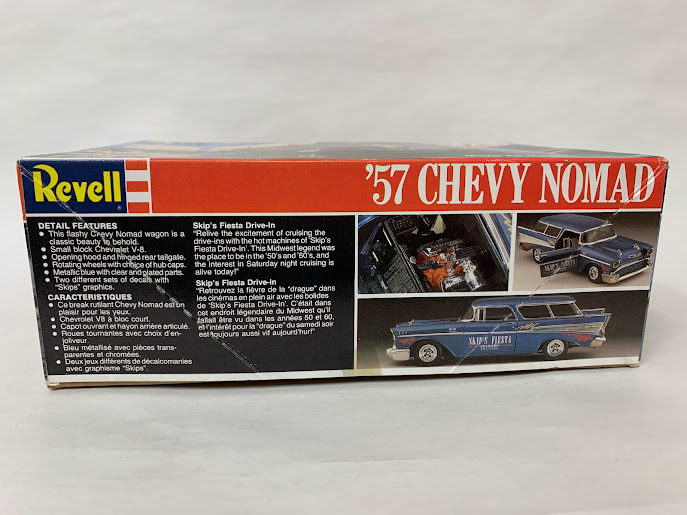 Revell
'57 CHEVY NOMAD
DETAIL FEATURES
• This flashy Chevy Nomad wagon is a
classic beauty to behold.
• Small block Chevrolet V-8.
• Opening hood and hinged rear tailgate.
• Rotating wheels with choice of hub caps.
• Metallic blue with clear and plated parts.
• Two different sets of decals with
"Skips" graphics.
CARACTERISTIQUES
• Ce break rutilant Chevy Nomad est un
plaisir pour les yeux.
• Chevrolet V8 à bloc court.
• Capot ouvrant et hayon arrière articulé.
• Roues tournantes avec choix d'en-
joliveur.
• Bleu métallisé avec pièces trans-
parentes et chromées.
• Deux jeux différents de décalcomanies
avec graphisme "Skips".
Skip's Fiesta Drive-In
"Relive the excitement of cruising the
drive-ins with the hot machines of 'Skip's
Fiesta Drive-In'. This Midwest legend was
the place to be in the '50's and '60's, and
the interest in Saturday night cruising is
alive today!"
Skip's Fiesta Drive-In
"Retrouvez la fièvre de la "drague" dans
les cinémas en plein air avec les bolides
de 'Skip's Fiesta Drive-In'. C'était dans
cet endroit légendaire du Midwest qu'il
fallait être vu dans les années 50 et 60,
et l'intérêt pour la "drague" du samedi soir
est toujours aussi vif aujourd'hui!"
SKIP'S FIESTA
SKIP'S FIESTA